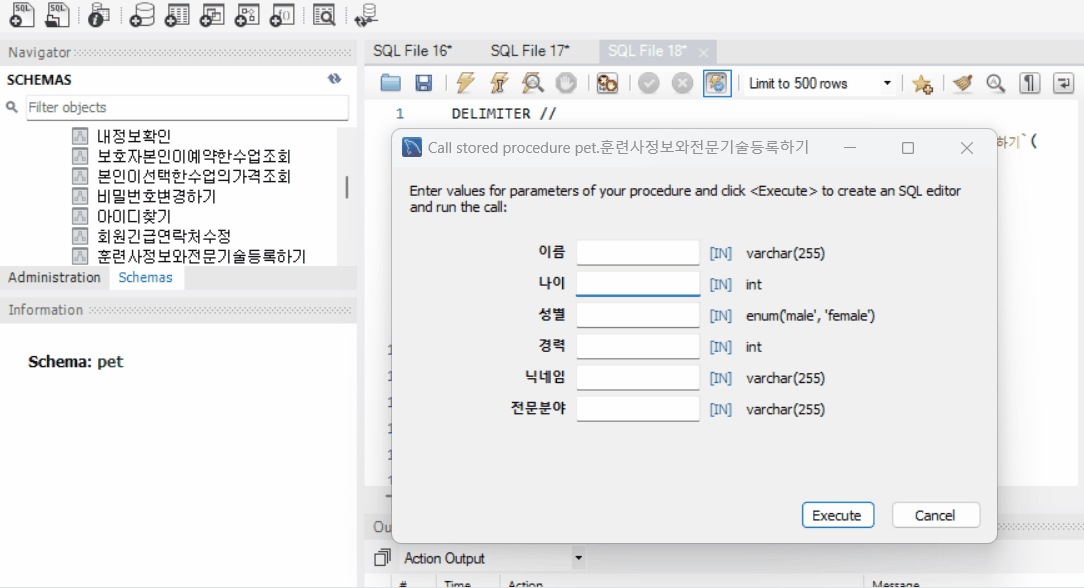 SQL
SQL
Navigator
SQL File 16*
SQL File 17*
SQL File 18*
SCHEMAS
Limit to 500 rows
Filter objects
1
DELIMITER //
내정보확인
보호자본인이예약한수업조회
본인이선택한수업의가격조회
비밀번호변경하기
아이디찾기
회원긴급연락처수정
훈련사정보와전문기술등록하기
하기`(
Call stored procedure pet.훈련사정보와전문기술등록하기
Enter values for parameters of your procedure and click <Execute> to create an SQL editor
and run the call:
이름 [IN] varchar(255)
나이 [IN] int
성별 [IN] enum('male', 'female')
경력 [IN] int
닉네임 [IN] varchar(255)
전문분야 [IN] varchar(255)
Execute
Cancel
Administration
Schemas
Information
Schema: pet
Action Output
# Time Action Message